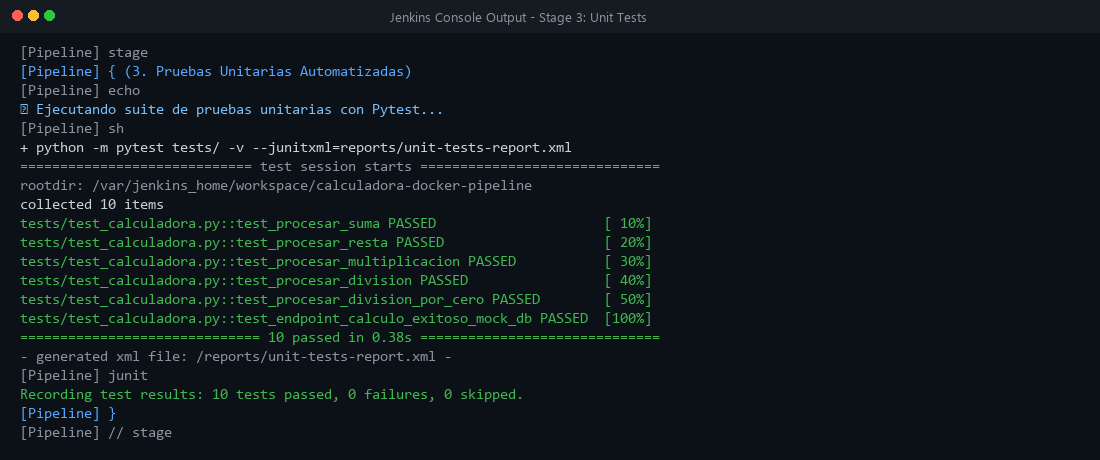 Jenkins Console Output - Stage 3: Unit Tests
[Pipeline] stage
[Pipeline] { (3. Pruebas Unitarias Automatizadas)
[Pipeline] echo
Ejecutando suite de pruebas unitarias con Pytest...
[Pipeline] sh
+ python -m pytest tests/ -v --junitxml=reports/unit-tests-report.xml
============================= test session starts ==============================
rootdir: /var/jenkins_home/workspace/calculadora-docker-pipeline
collected 10 items
tests/test_calculadora.py::test_procesar_suma PASSED                     [ 10%]
tests/test_calculadora.py::test_procesar_resta PASSED                    [ 20%]
tests/test_calculadora.py::test_procesar_multiplicacion PASSED           [ 30%]
tests/test_calculadora.py::test_procesar_division PASSED                 [ 40%]
tests/test_calculadora.py::test_procesar_division_por_cero PASSED        [ 50%]
tests/test_calculadora.py::test_endpoint_calculo_exitoso_mock_db PASSED  [100%]
============================== 10 passed in 0.38s ==============================
- generated xml file: /reports/unit-tests-report.xml -
[Pipeline] junit
Recording test results: 10 tests passed, 0 failures, 0 skipped.
[Pipeline] }
[Pipeline] // stage